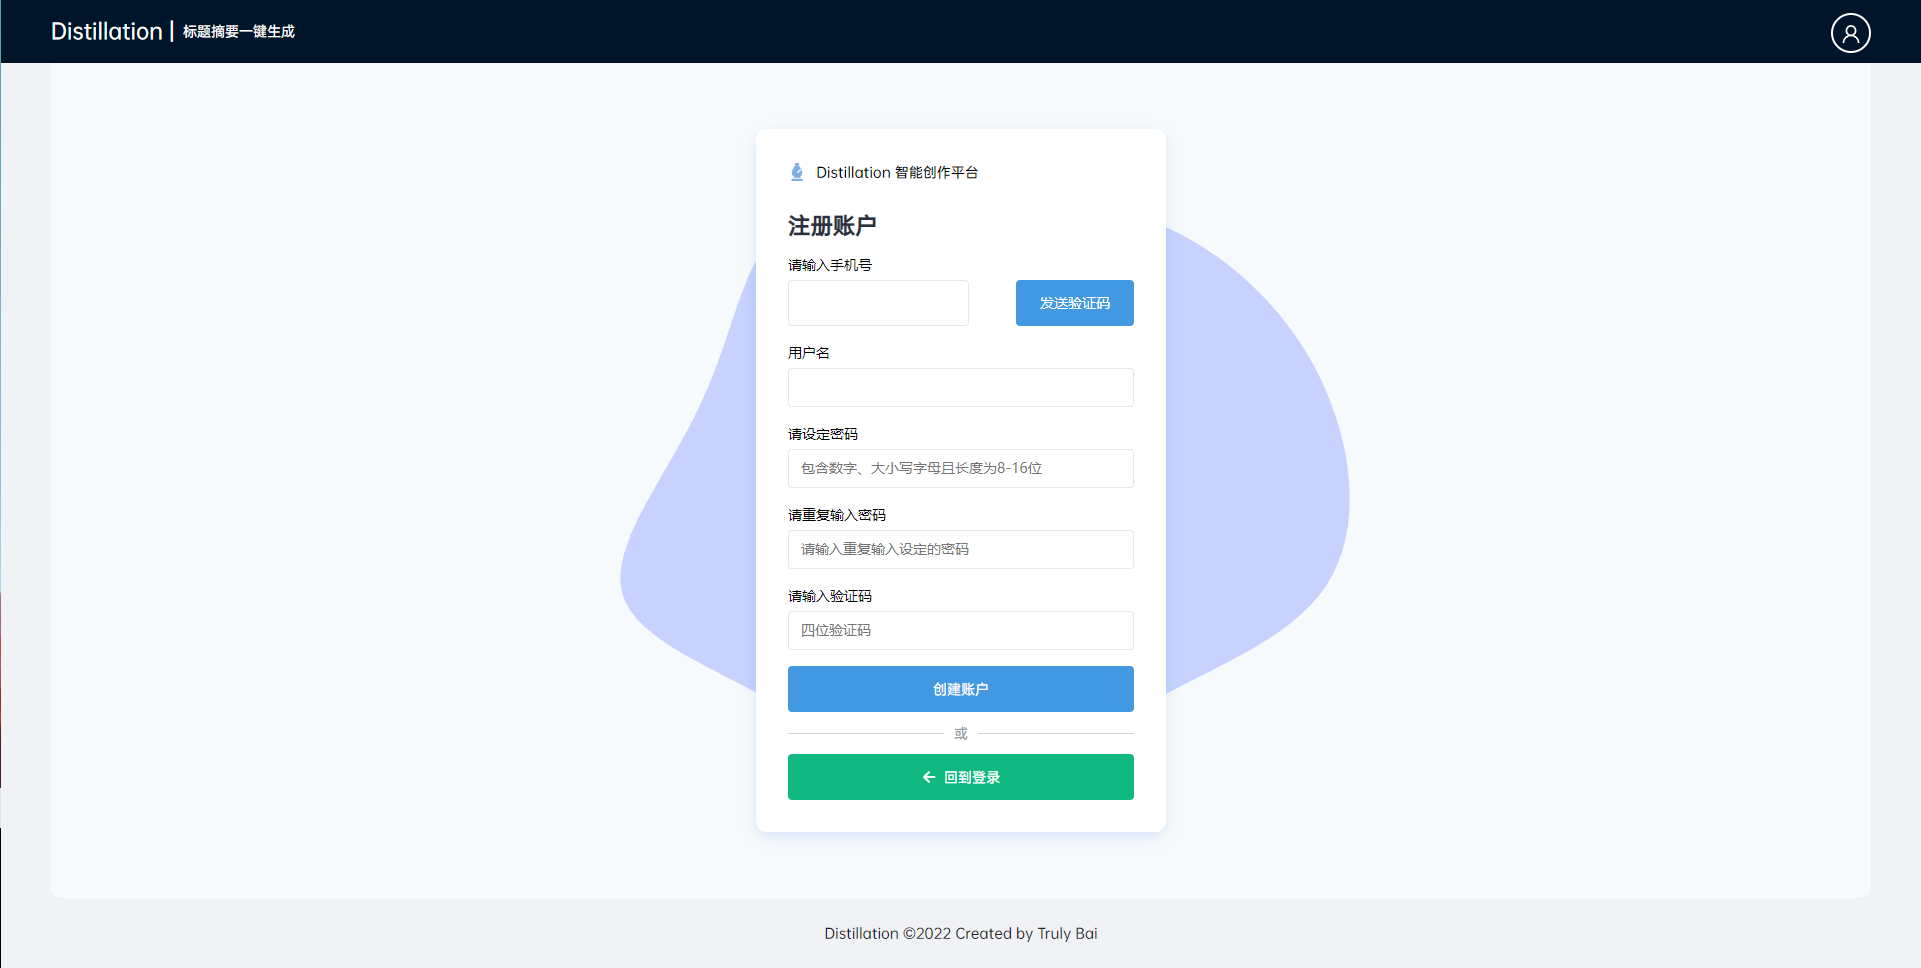 Distillation | 标题摘要一键生成
Distillation 智能创作平台
注册账户
请输入手机号
发送验证码
用户名
请设定密码
包含数字、大小写字母且长度为8-16位
请重复输入密码
请输入重复输入设定的密码
请输入验证码
四位验证码
创建账户
或
回到登录
Distillation ©2022 Created by Truly Bai